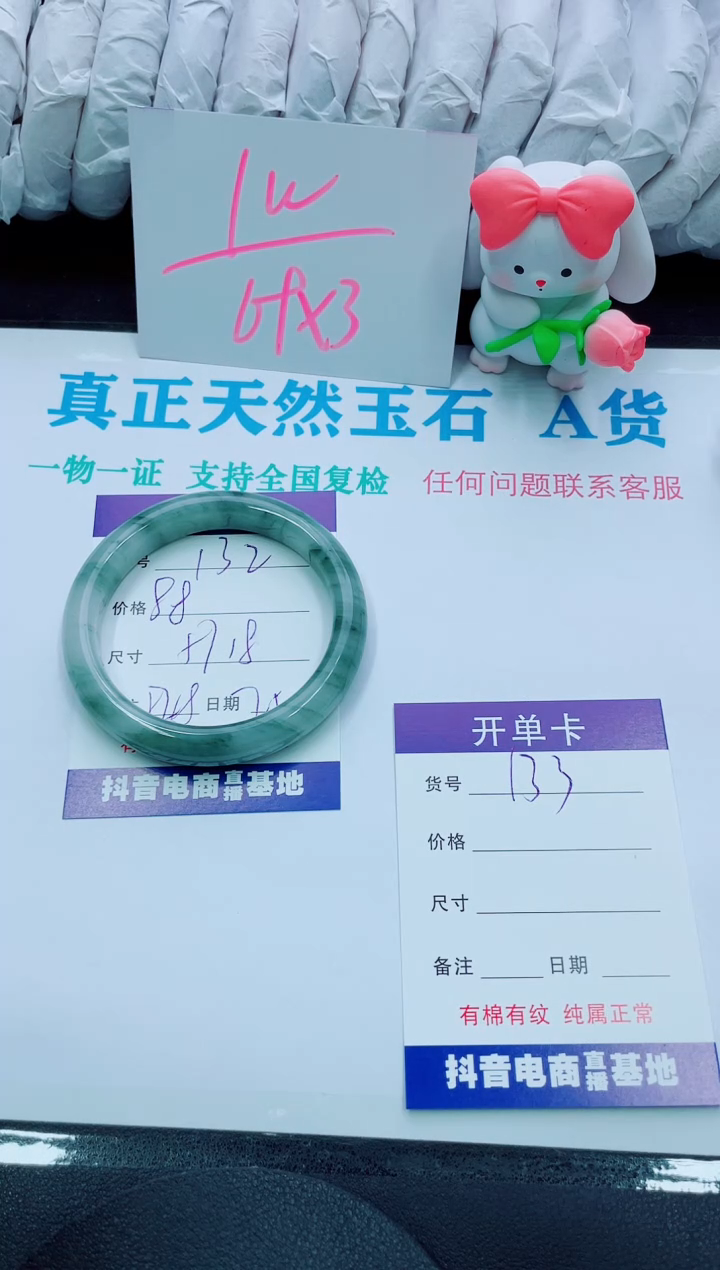 1w
真正天然玉石 A货
一物一证 支持全国复检 任何问题联系客服
号 132
价格 88
尺寸
日期
抖音电商直播基地
开单卡
货号 133
价格
尺寸
备注 日期
有棉有纹 纯属正常
抖音电商直播基地